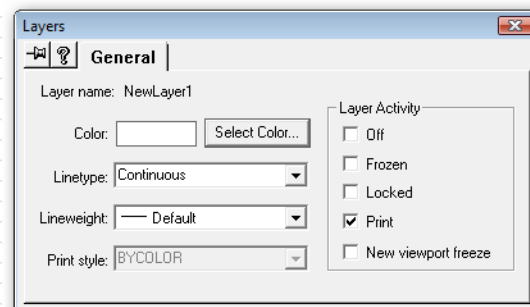 Layers
? General
Layer name: NewLayer1
Color: Select Color...
Linetype: Continuous
Lineweight: Default
Print style: BYCOLOR
Layer Activity
Off
Frozen
Locked
Print
New viewport freeze